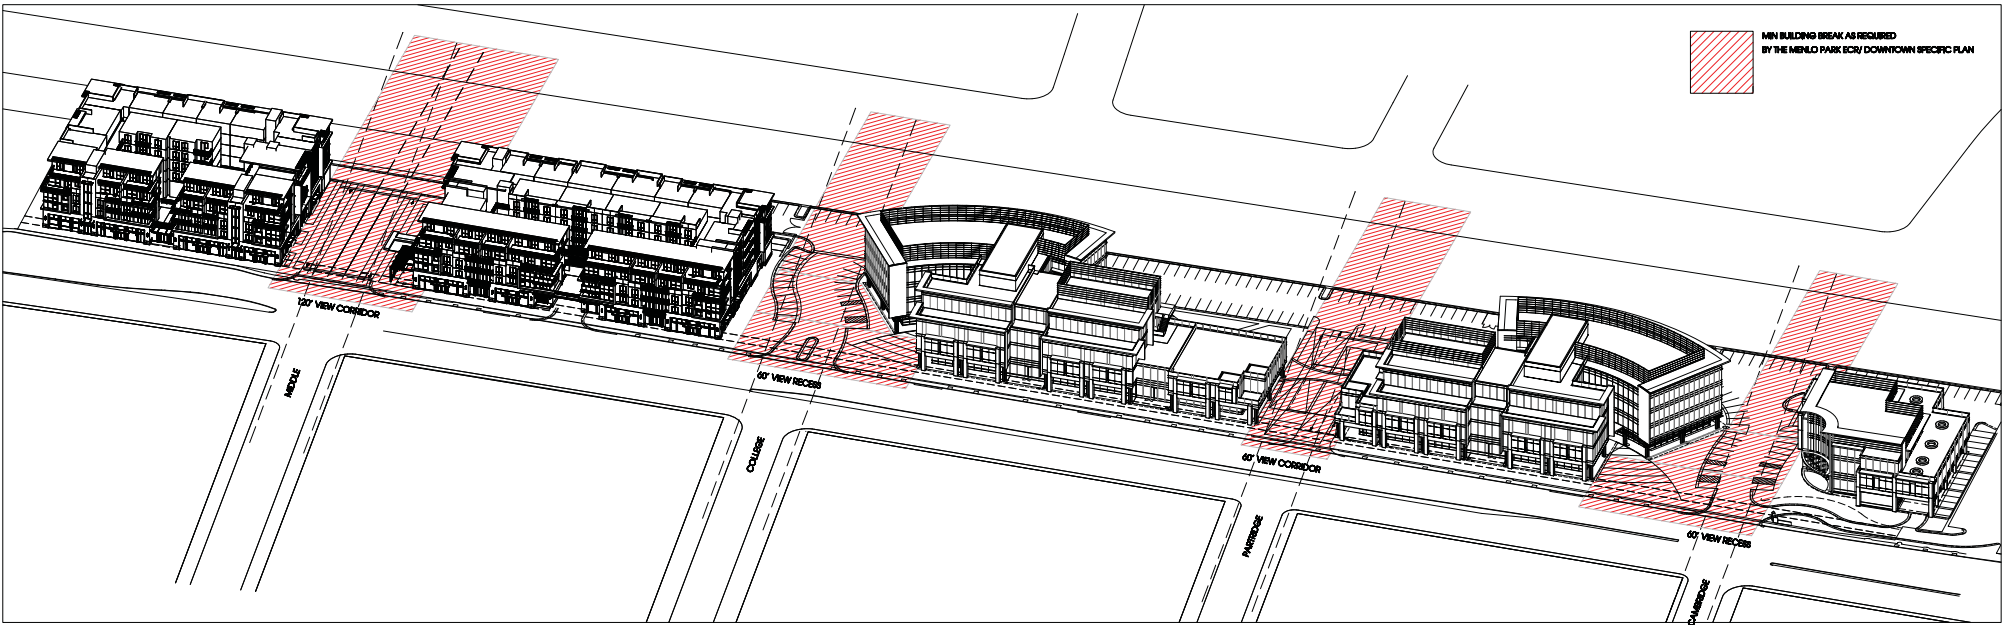 MIN BUILDING BREAK AS REQUIRED
BY THE MENLO PARK ECR/ DOWNTOWN SPECIFIC PLAN
120' VIEW CORRIDOR
MIDDLE
60' VIEW RECESS
COLLEGE
60' VIEW CORRIDOR
PARTRIDGE
60' VIEW RECESS
CAMBRIDGE